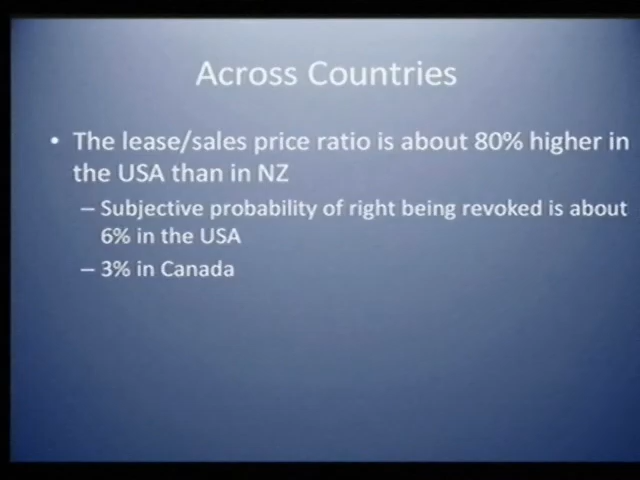 Across Countries
• The lease/sales price ratio is about 80% higher in
the USA than in NZ
– Subjective probability of right being revoked is about
6% in the USA
– 3% in Canada